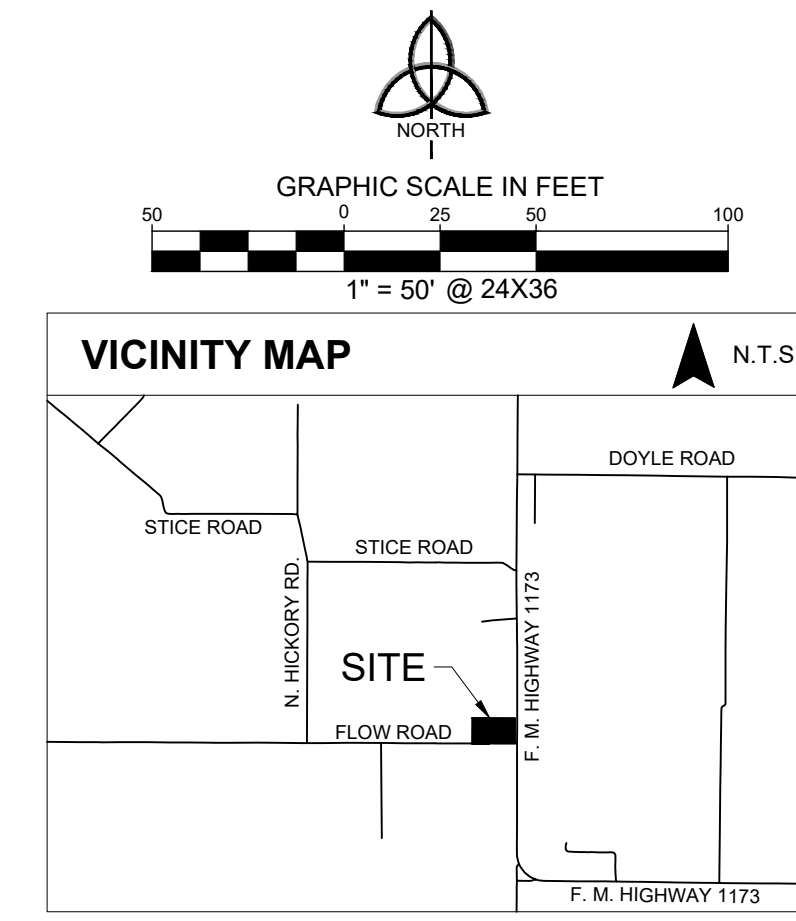 NORTH
GRAPHIC SCALE IN FEET
50 0 25 50 100
1" = 50' @ 24X36
VICINITY MAP
N.T.S
DOYLE ROAD
STICE ROAD
STICE ROAD
N. HICKORY RD.
F. M. HIGHWAY 1173
SITE
FLOW ROAD
F. M. HIGHWAY 1173